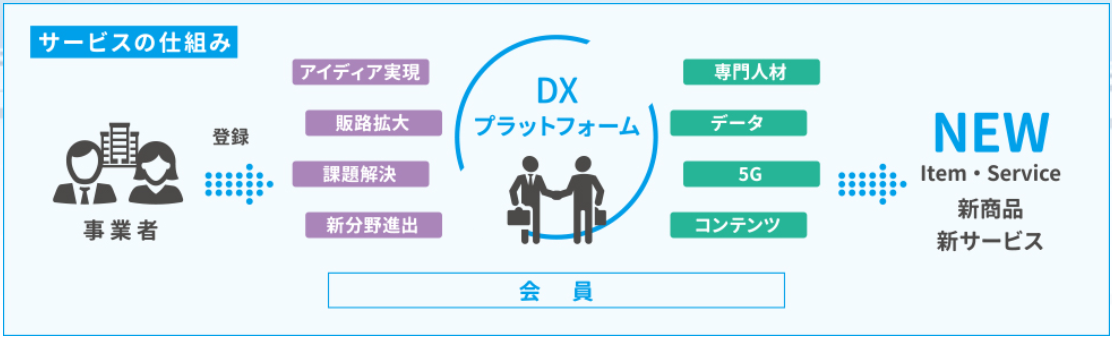 サービスの仕組み
事業者
登録
アイディア実現
販路拡大
課題解決
新分野進出
DX
プラットフォーム
専門人材
データ
5G
コンテンツ
NEW
Item・Service
新商品
新サービス
会員